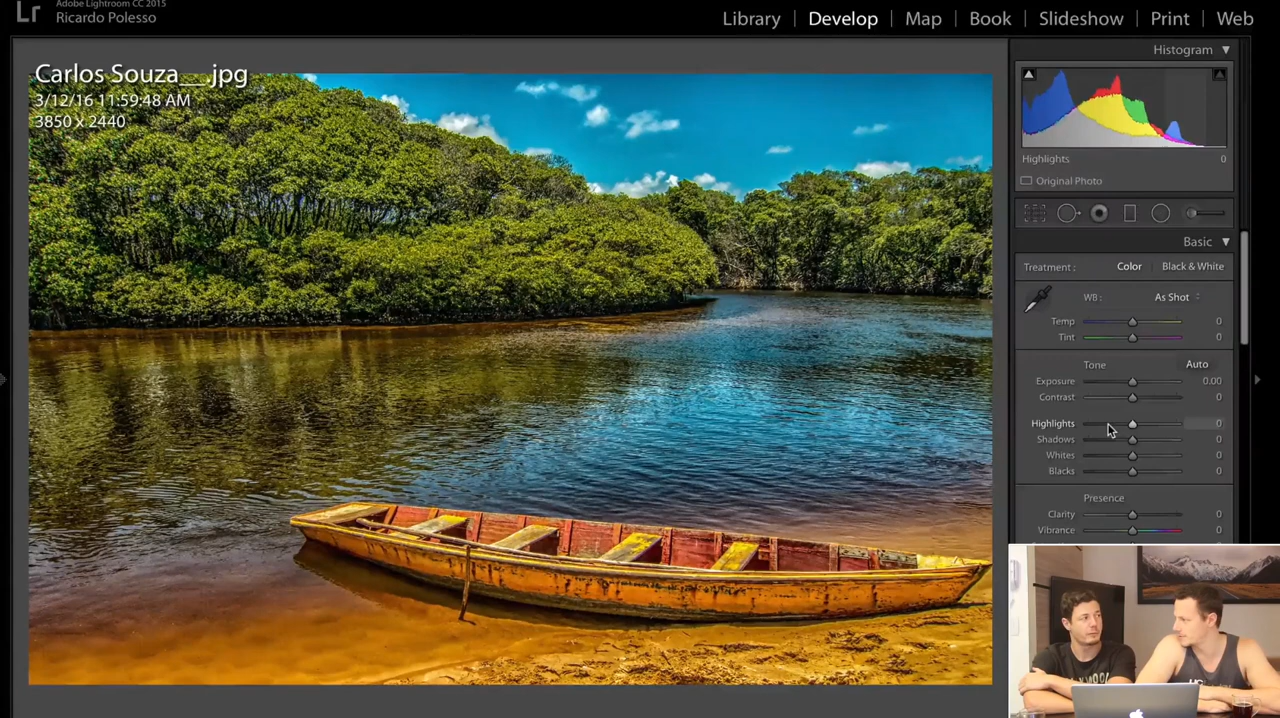 Lr
Adobe Lightroom CC 2015
Ricardo Polesso
Library | Develop | Map | Book | Slideshow | Print | Web
Carlos Souza__.jpg
3/12/16 11:59:48 AM
3850 x 2440
Histogram
Highlights 0
Original Photo
Basic
Treatment : Color Black & White
WB : As Shot
Temp 0
Tint 0
Tone Auto
Exposure 0.00
Contrast 0
Highlights 0
Shadows 0
Whites 0
Blacks 0
Presence
Clarity 0
Vibrance 0